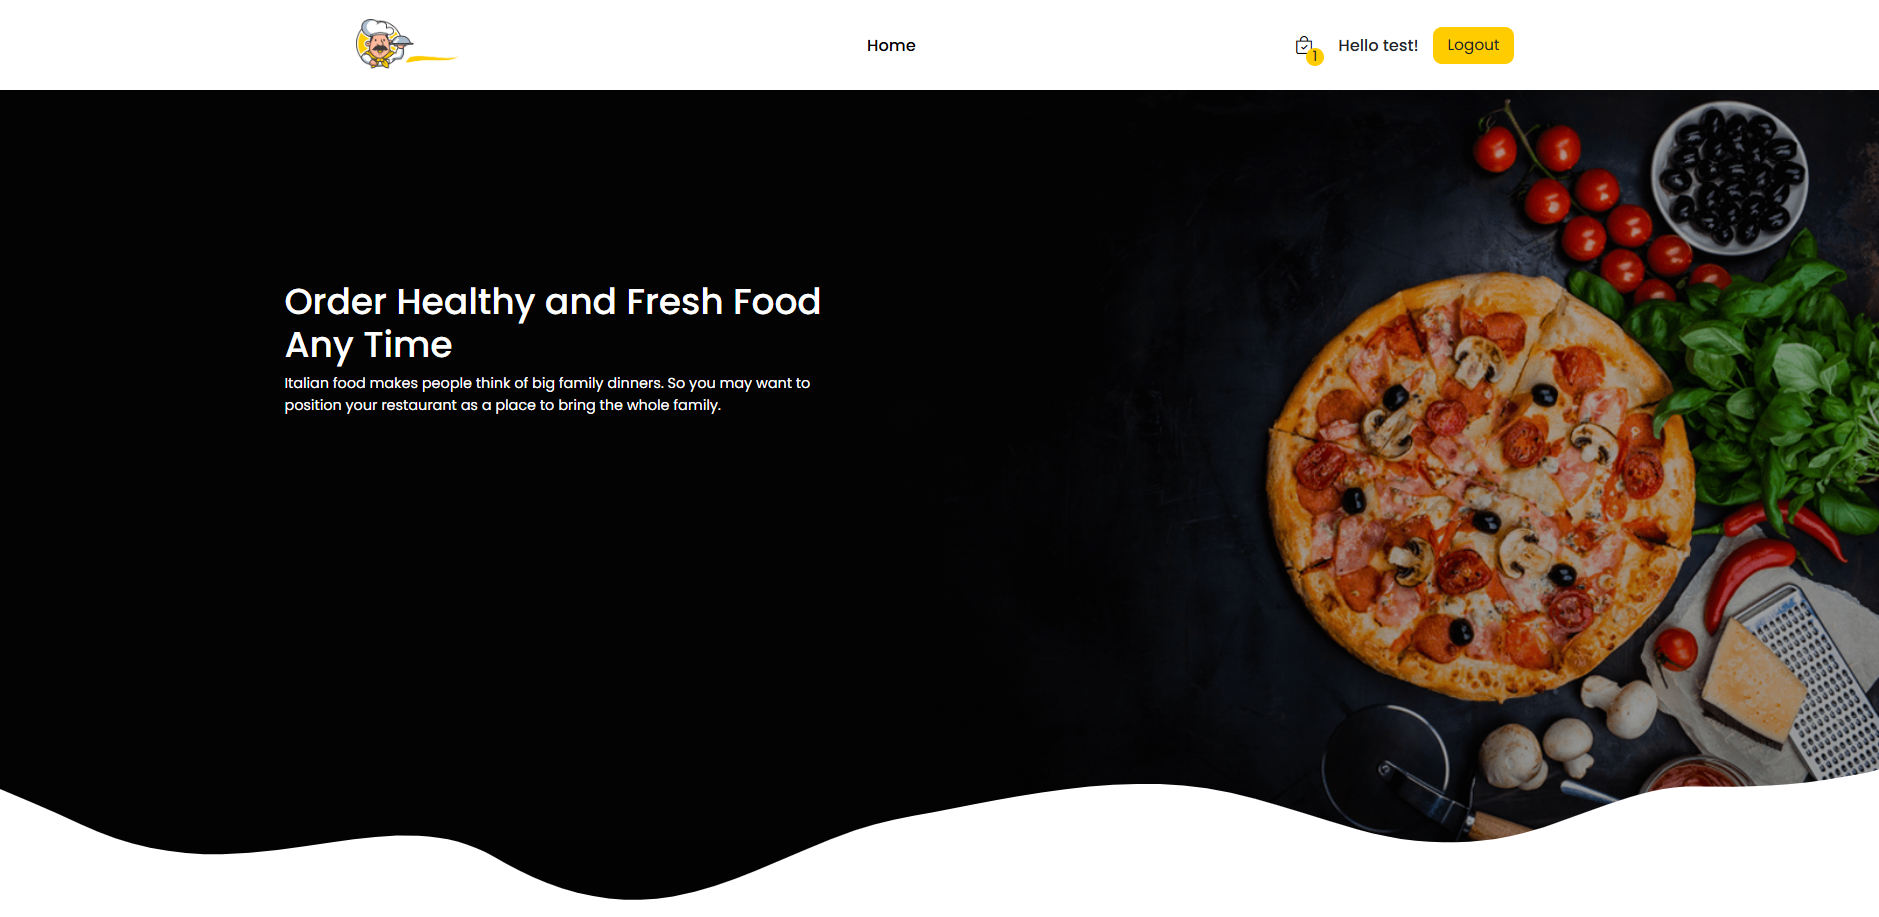 Home
1
Hello test!
Logout
Order Healthy and Fresh Food
Any Time
Italian food makes people think of big family dinners. So you may want to
position your restaurant as a place to bring the whole family.